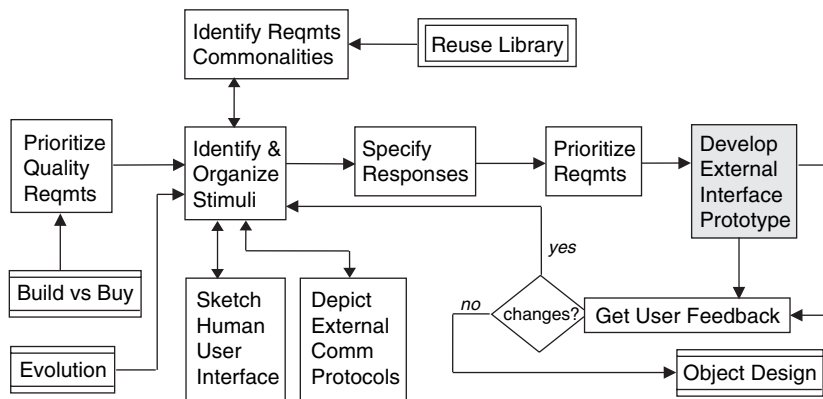 Identify Reqmts
Commonalities
Reuse Library
Prioritize
Quality
Reqmts
Identify &
Organize
Stimuli
Specify
Responses
Prioritize
Reqmts
Develop
External
Interface
Prototype
yes
Build vs Buy
Sketch
Human
User
Interface
Depict
External
Comm
Protocols
no
changes?
Get User Feedback
Evolution
Object Design